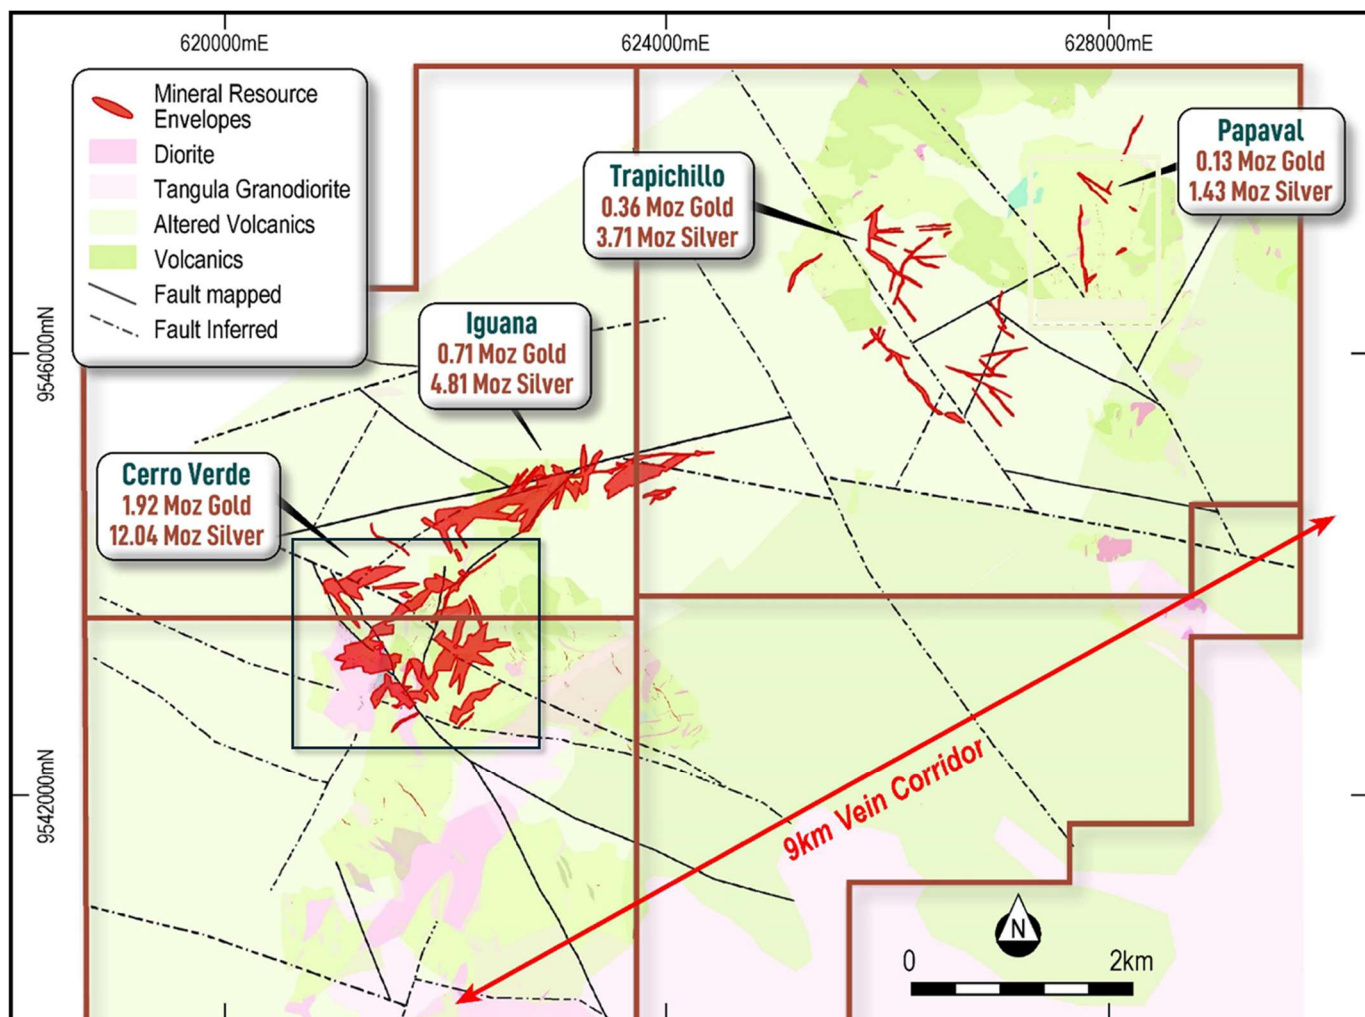 620000mE
624000mE
628000mE
Mineral Resource
Envelopes
Diorite
Tangula Granodiorite
Altered Volcanics
Volcanics
Fault mapped
Fault Inferred
Papaval
0.13 Moz Gold
1.43 Moz Silver
Trapichillo
0.36 Moz Gold
3.71 Moz Silver
Iguana
0.71 Moz Gold
4.81 Moz Silver
9546000mN
Cerro Verde
1.92 Moz Gold
12.04 Moz Silver
9542000mN
9km Vein Corridor
N
0
2km